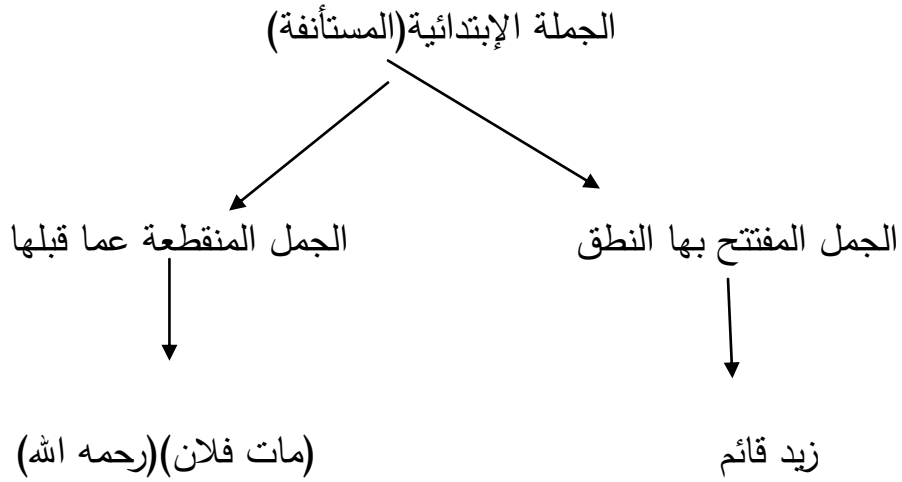 الجملة الإبتدائية(المستأنفة)
الجمل المفتتح بها النطق
الجمل المنقطعة عما قبلها
زيد قائم
(مات فلان)(رحمه الله)